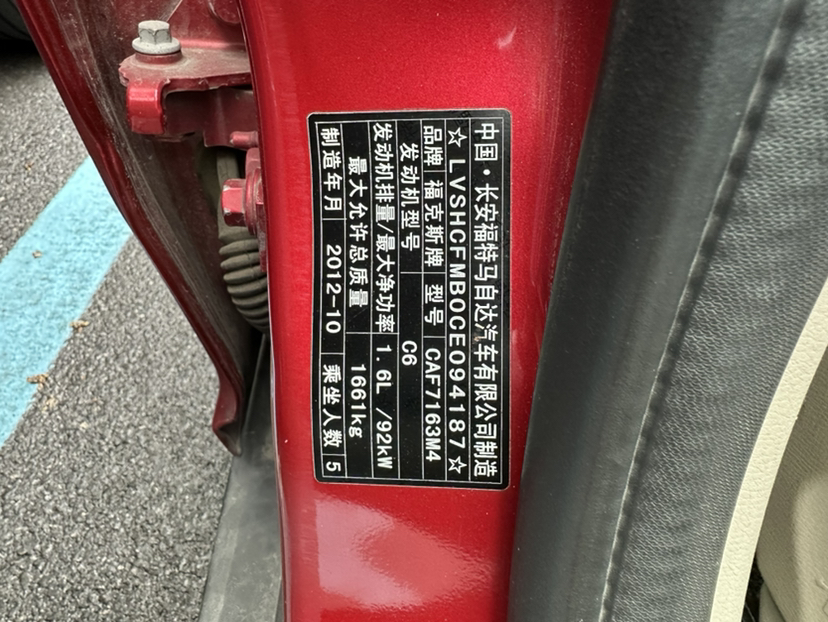 中国·长安福特马自达汽车有限公司制造
☆LVSHCFMB0CE094187☆
品牌 福克斯牌 型号 CAF7163M4
发动机型号 C6
发动机排量/最大净功率 1.6L /92kW
最大允许总质量 1661kg
制造年月 2012-10 乘坐人数 5